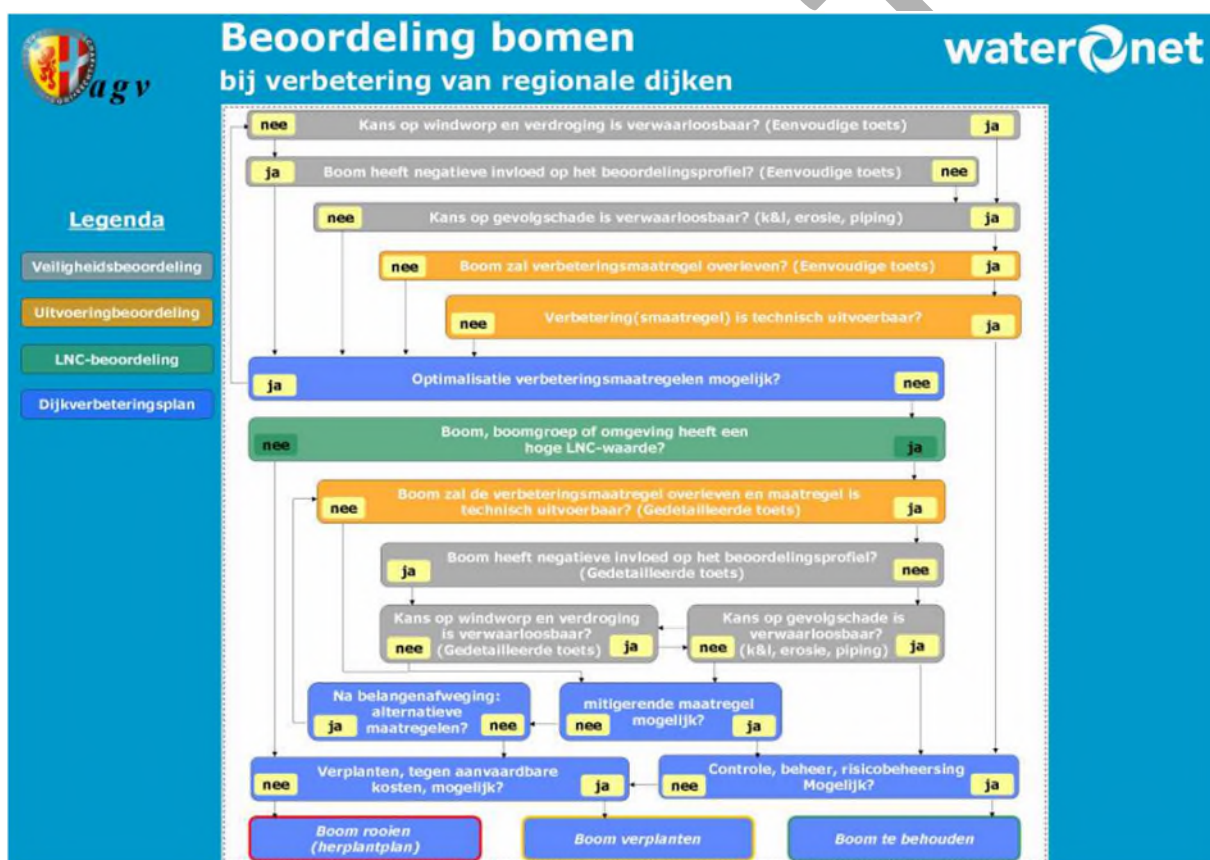 agv
Beoordeling bomen
bij verbetering van regionale dijken
waternet
Legenda
Veiligheidsbeoordeling
Uitvoeringbeoordeling
LNC-beoordeling
Dijkverbeteringsplan
nee Kans op windworp en verdroging is verwaarloosbaar? (Eenvoudige toets) ja
ja Boom heeft negatieve invloed op het beoordelingsprofiel? (Eenvoudige toets) nee
nee Kans op gevolgschade is verwaarloosbaar? (k&l, erosie, piping) ja
nee Boom zal verbeteringsmaatregel overleven? (Eenvoudige toets) ja
nee Verbetering(smaatregel) is technisch uitvoerbaar? ja
ja Optimalisatie verbeteringsmaatregelen mogelijk? nee
Boom, boomgroep of omgeving heeft een
nee hoge LNC-waarde? ja
Boom zal de verbeteringsmaatregel overleven en maatregel is
nee technisch uitvoerbaar? (Gedetailleerde toets) ja
Boom heeft negatieve invloed op het beoordelingsprofiel?
ja (Gedetailleerde toets) nee
Kans op windworp en verdroging
is verwaarloosbaar?
nee (Gedetailleerde toets) ja
Kans op gevolgschade is
verwaarloosbaar?
nee (k&l, erosie, piping) ja
Na belangenafweging:
alternatieve
ja maatregelen? nee
mitigerende maatregel
nee mogelijk? ja
Verplanten, tegen aanvaardbare
nee kosten, mogelijk? ja
Controle, beheer, risicobeheersing
nee Mogelijk? ja
Boom rooien
(herplantplan)
Boom verplanten
Boom te behouden